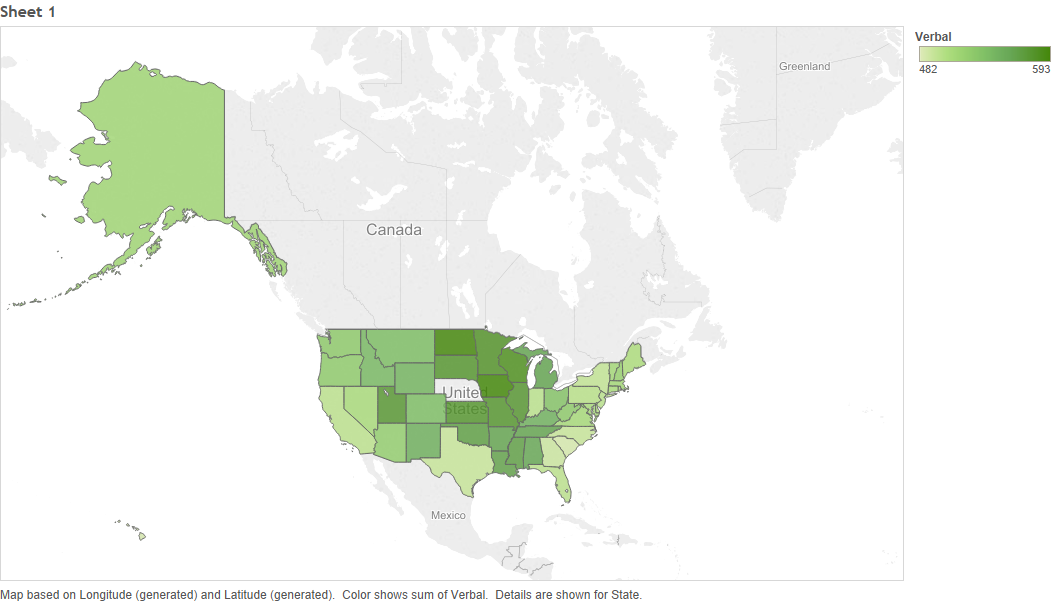 Sheet 1
Verbal
482 593
Greenland
Canada
United
States
Mexico
Map based on Longitude (generated) and Latitude (generated).  Color shows sum of Verbal.  Details are shown for State.